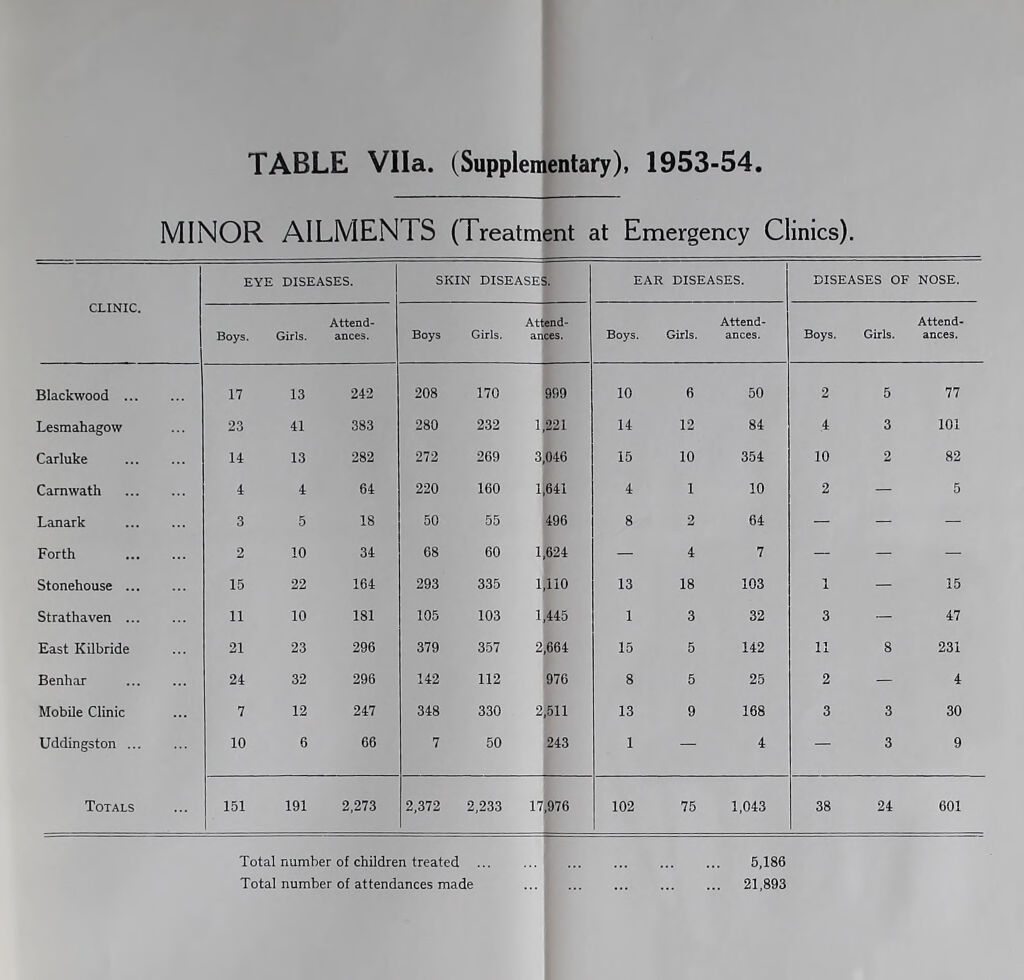 TABLE VIIa. (Supplementary), 1953-54.
MINOR AILMENTS (Treatment at Emergency Clinics).
CLINIC. EYE DISEASES. SKIN DISEASES. EAR DISEASES. DISEASES OF NOSE.
Boys. Girls. Attend-ances. Boys Girls. Attend-ances. Boys. Girls. Attend-ances. Boys. Girls. Attend-ances.
Blackwood ... ... 17 13 242 208 170 999 10 6 50 2 5 77
Lesmahagow ... 23 41 383 280 232 1,221 14 12 84 4 3 101
Carluke ... ... 14 13 282 272 269 3,046 15 10 354 10 2 82
Carnwath ... ... 4 4 64 220 160 1,641 4 1 10 2 — 5
Lanark ... ... 3 5 18 50 55 496 8 2 64 — — —
Forth ... ... 2 10 34 68 60 1,624 — 4 7 — — —
Stonehouse ... ... 15 22 164 293 335 1,110 13 18 103 1 — 15
Strathaven ... ... 11 10 181 105 103 1,445 1 3 32 3 — 47
East Kilbride ... 21 23 296 379 357 2,664 15 5 142 11 8 231
Benhar ... ... 24 32 296 142 112 976 8 5 25 2 — 4
Mobile Clinic ... 7 12 247 348 330 2,511 13 9 168 3 3 30
Uddingston ... ... 10 6 66 7 50 243 1 — 4 — 3 9
TOTALS ... 151 191 2,273 2,372 2,233 17,976 102 75 1,043 38 24 601
Total number of children treated ... ... ... ... ... ... 5,186
Total number of attendances made ... ... ... ... ... 21,893